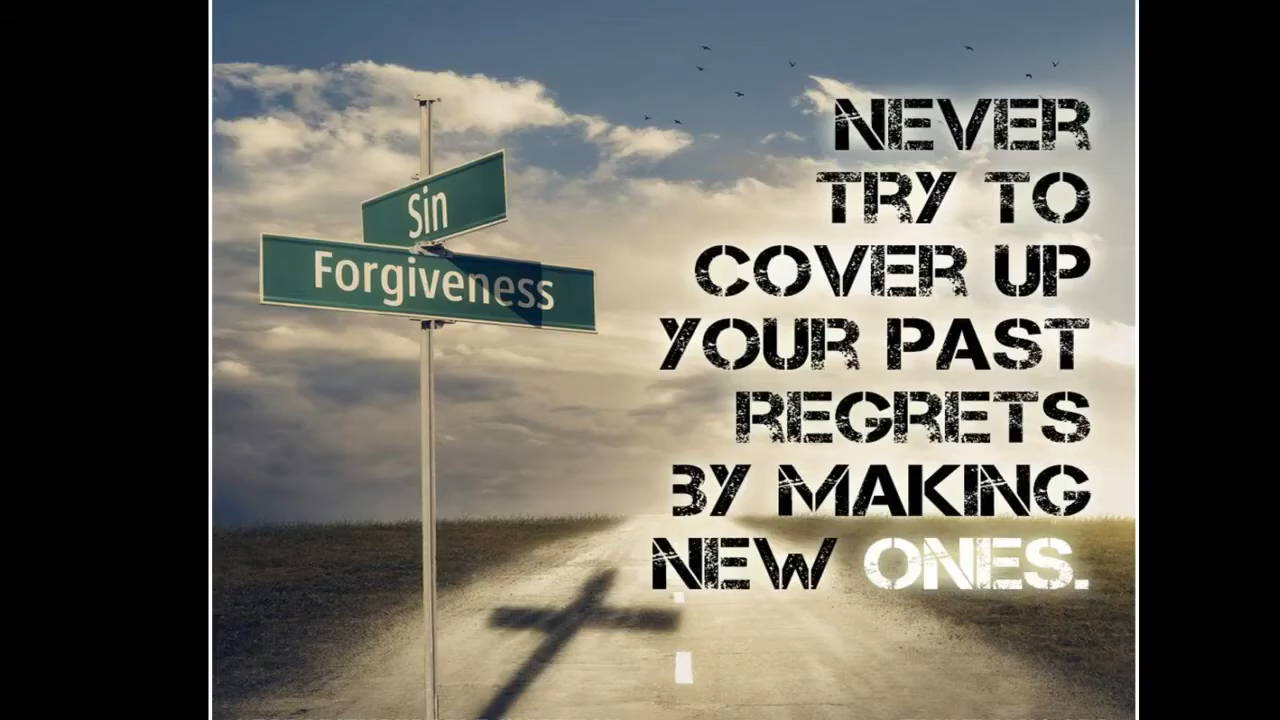 Sin
Forgiveness
NEVER
TRY TO
COVER UP
YOUR PAST
REGRETS
BY MAKING
NEW ONES.